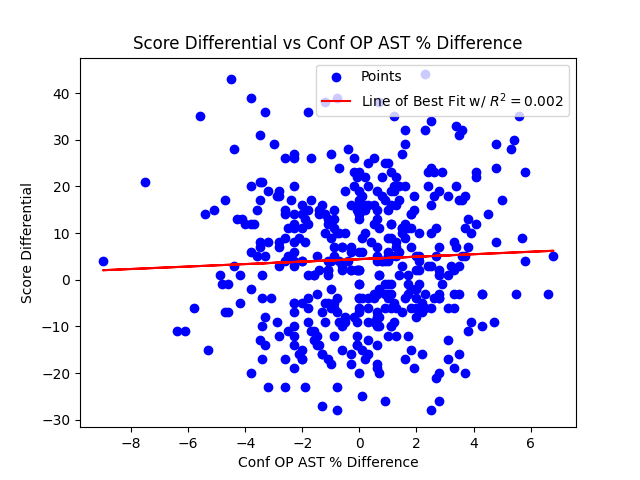 Score Differential vs Conf OP AST % Difference
Points
Line of Best Fit w/ R² = 0.002
Score Differential
40
30
20
10
0
−10
−20
−30
−8 −6 −4 −2 0 2 4 6
Conf OP AST % Difference